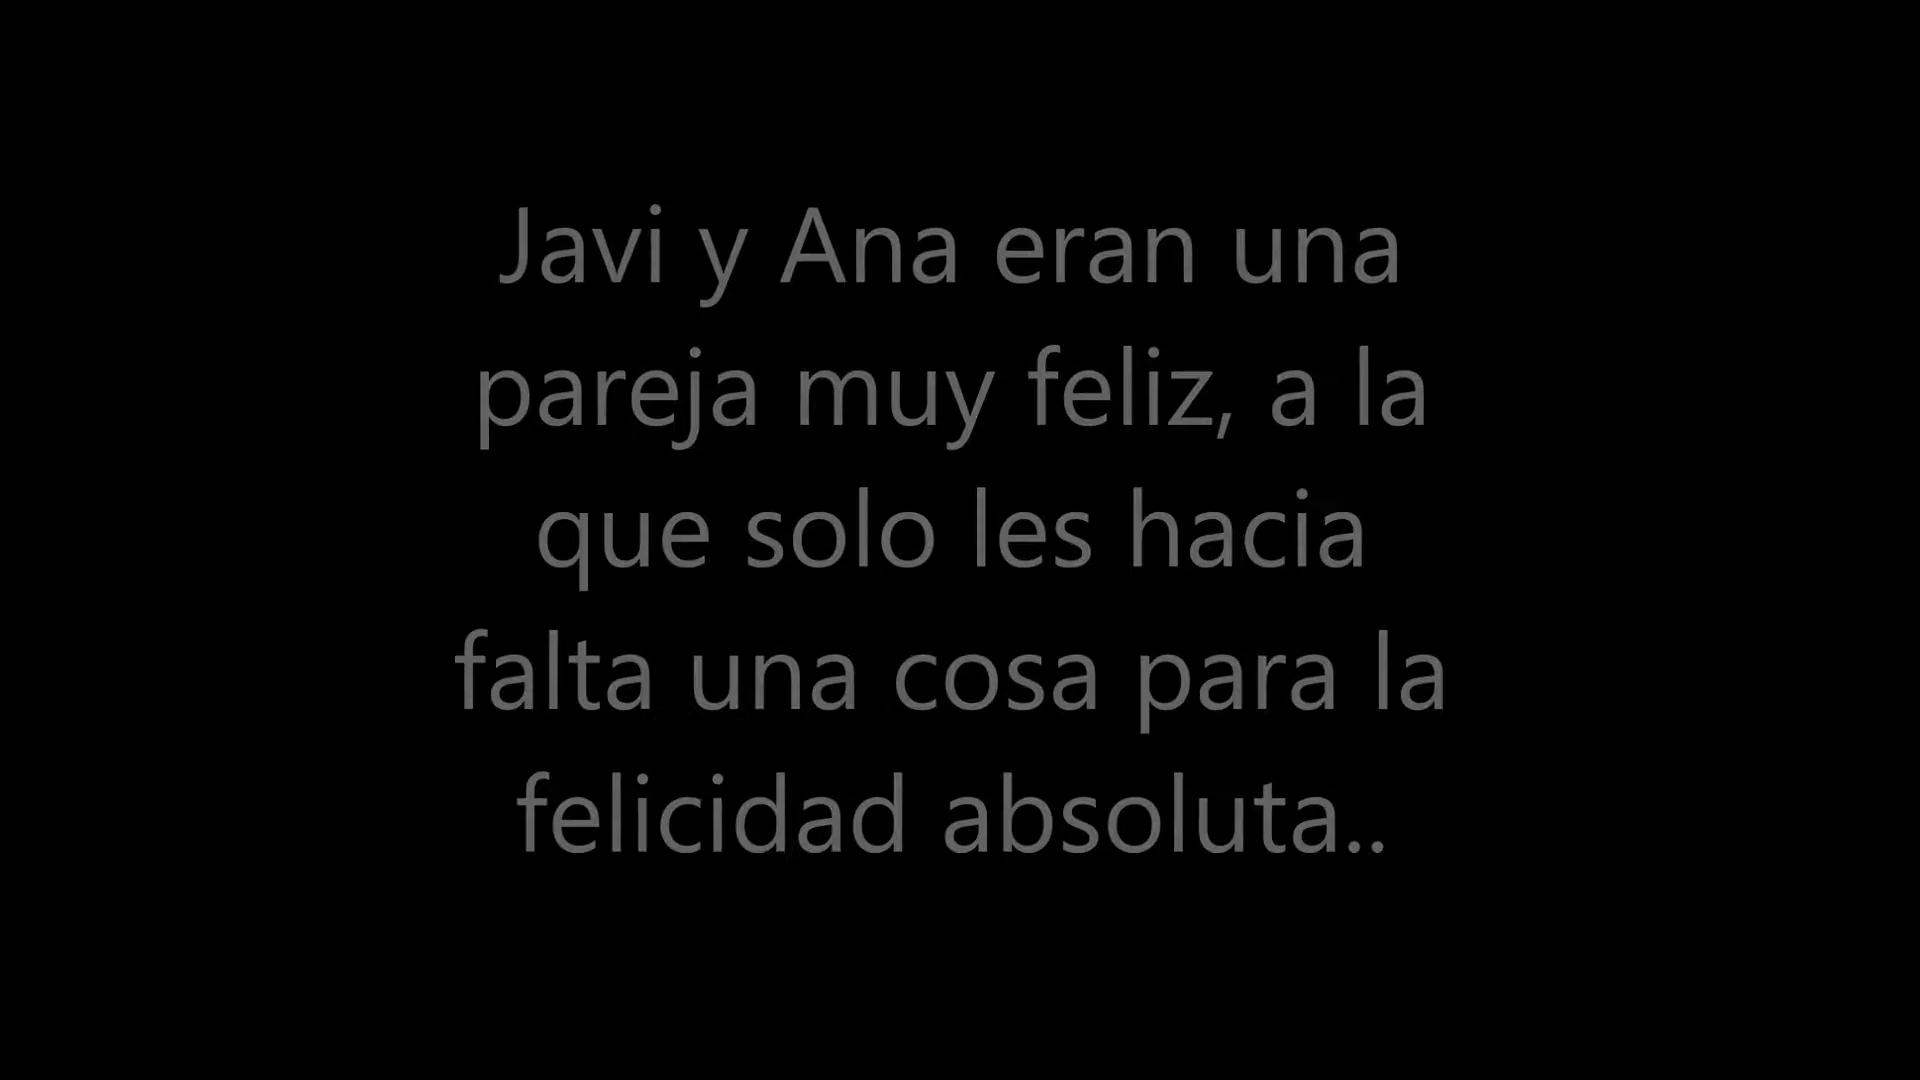 Javi y Ana eran una
pareja muy feliz, a la
que solo les hacia
falta una cosa para la
felicidad absoluta..